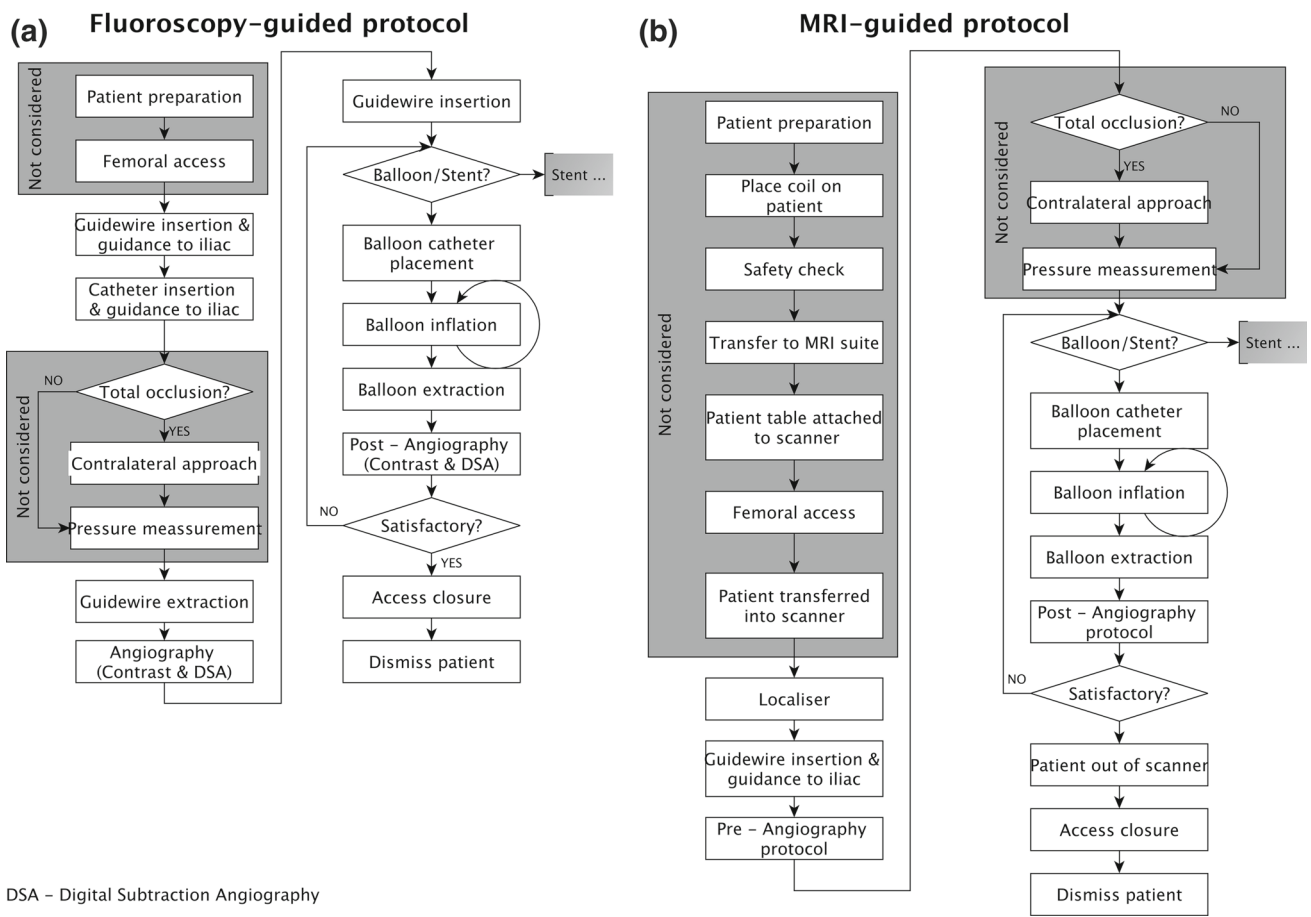 (a)
Fluoroscopy-guided protocol
Not considered
Patient preparation
Femoral access
Guidewire insertion &
guidance to iliac
Catheter insertion
& guidance to iliac
Not considered
Total occlusion?
NO
YES
Contralateral approach
Pressure meassurement
Guidewire extraction
Angiography
(Contrast & DSA)
Guidewire insertion
Balloon/Stent?
Stent ...
Balloon catheter
placement
Balloon inflation
Balloon extraction
Post - Angiography
(Contrast & DSA)
NO
Satisfactory?
YES
Access closure
Dismiss patient
DSA - Digital Subtraction Angiography
(b)
MRI-guided protocol
Not considered
Patient preparation
Place coil on
patient
Safety check
Transfer to MRI suite
Patient table attached
to scanner
Femoral access
Patient transferred
into scanner
Localiser
Guidewire insertion &
guidance to iliac
Pre - Angiography
protocol
Not considered
Total occlusion?
NO
YES
Contralateral approach
Pressure meassurement
Balloon/Stent?
Stent ...
Balloon catheter
placement
Balloon inflation
Balloon extraction
Post - Angiography
protocol
NO
Satisfactory?
Patient out of scanner
Access closure
Dismiss patient